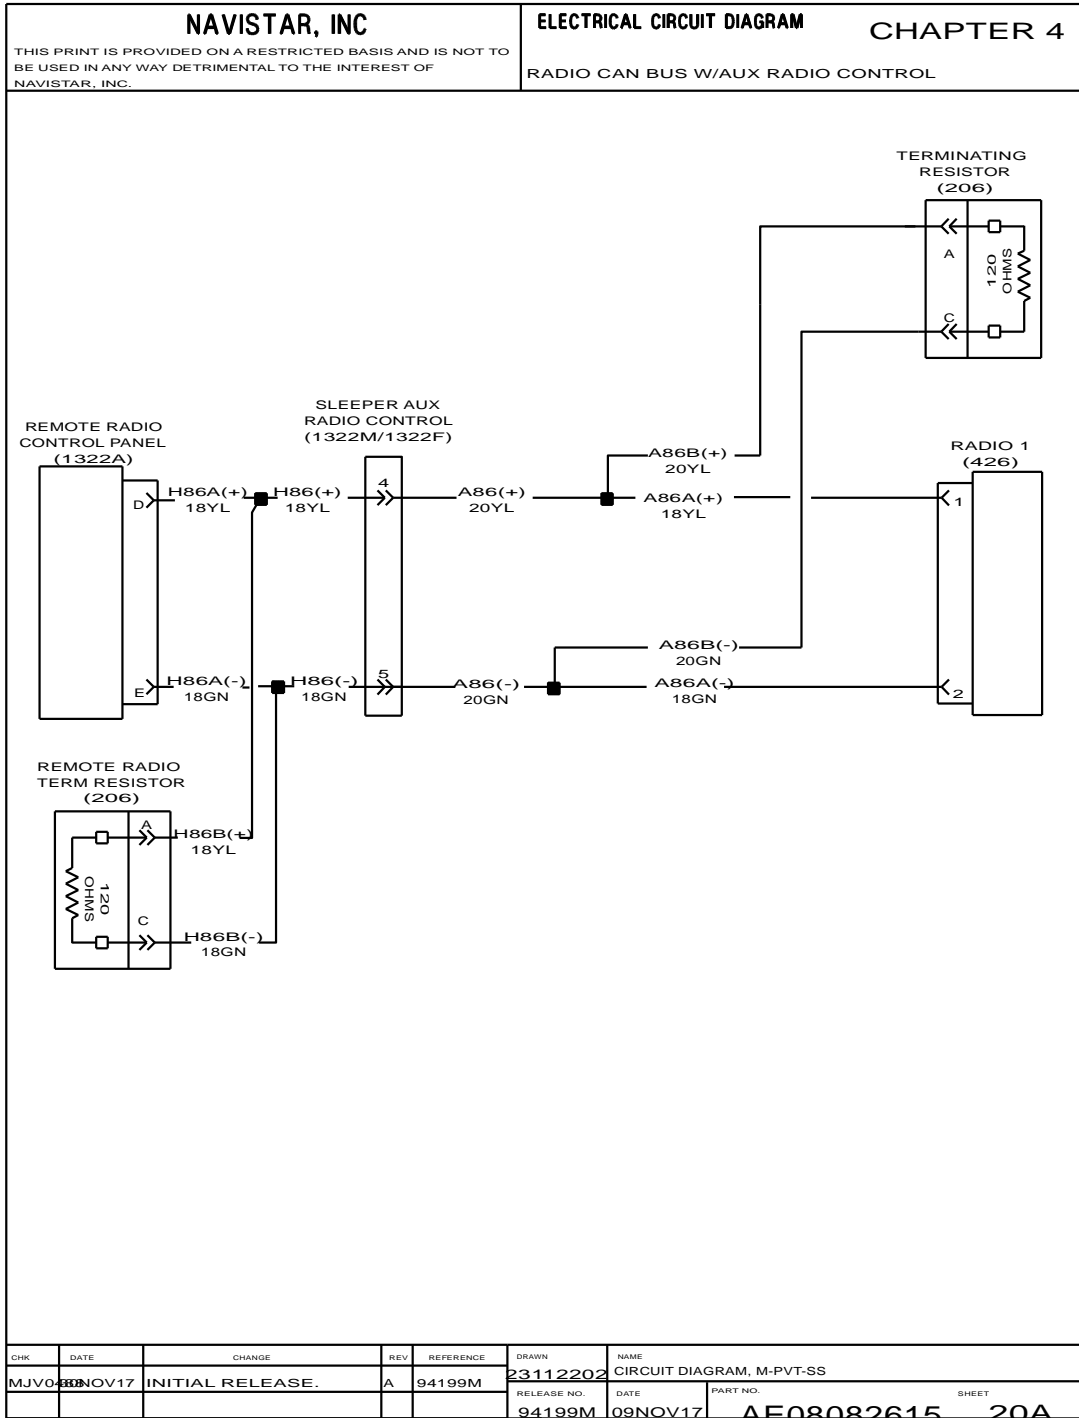 NAVISTAR, INC
THIS PRINT IS PROVIDED ON A RESTRICTED BASIS AND IS NOT TO
BE USED IN ANY WAY DETRIMENTAL TO THE INTEREST OF
NAVISTAR, INC.
ELECTRICAL CIRCUIT DIAGRAM
CHAPTER 4
RADIO CAN BUS W/AUX RADIO CONTROL
TERMINATING
RESISTOR
(206)
A
C
120
OHMS
SLEEPER AUX
RADIO CONTROL
(1322M/1322F)
REMOTE RADIO
CONTROL PANEL
(1322A)
RADIO 1
(426)
A86B(+)
20YL
D
H86A(+)
18YL
H86(+)
18YL
4
A86(+)
20YL
A86A(+)
18YL
1
A86B(-)
20GN
E
H86A(-)
18GN
H86(-)
18GN
5
A86(-)
20GN
A86A(-)
18GN
2
REMOTE RADIO
TERM RESISTOR
(206)
A
H86B(+)
18YL
120
OHMS
C
H86B(-)
18GN
CHK DATE CHANGE REV REFERENCE
INITIAL RELEASE. A 94199M
DRAWN
23112202
NAME
CIRCUIT DIAGRAM, M-PVT-SS
RELEASE NO.
94199M
DATE
09NOV17
PART NO.
AE08082615
SHEET
20A